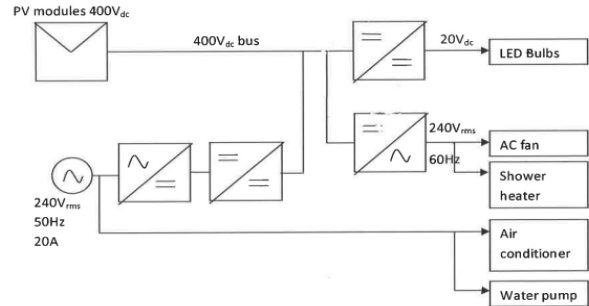 PV modules 400Vdc
400Vdc bus
20Vdc
LED Bulbs
240Vrms
60Hz
AC fan
Shower
heater
240Vrms
50Hz
20A
Air
conditioner
Water pump